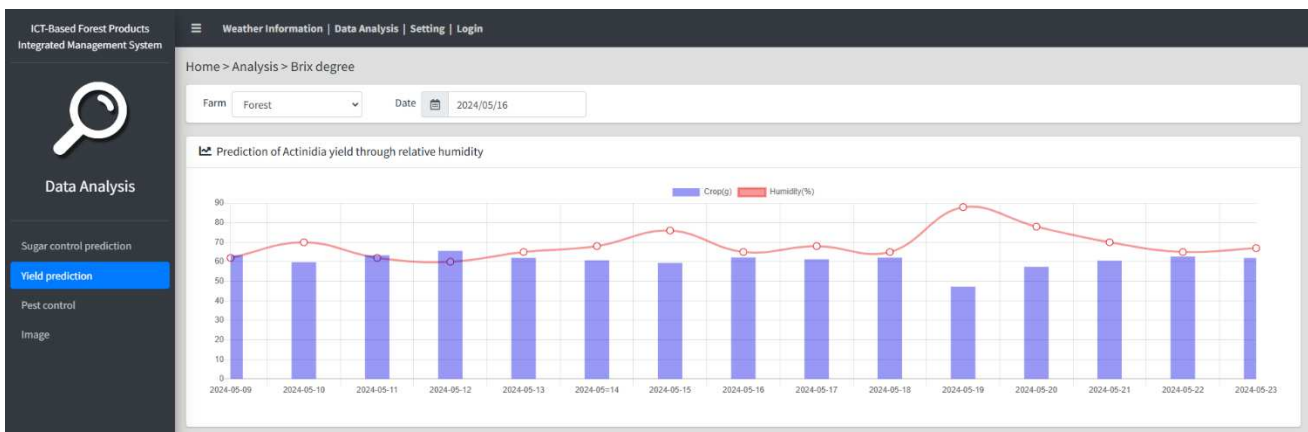 ICT-Based Forest Products
Integrated Management System
Weather Information | Data Analysis | Setting | Login
Home > Analysis > Brix degree
Farm Forest Date 2024/05/16
Data Analysis
Sugar control prediction
Yield prediction
Pest control
Image
Prediction of Actinidia yield through relative humidity
Crop(g) Humidity(%)
90
80
70
60
50
40
30
20
10
0
2024-05-09 2024-05-10 2024-05-11 2024-05-12 2024-05-13 2024-05=14 2024-05-15 2024-05-16 2024-05-17 2024-05-18 2024-05-19 2024-05-20 2024-05-21 2024-05-22 2024-05-23